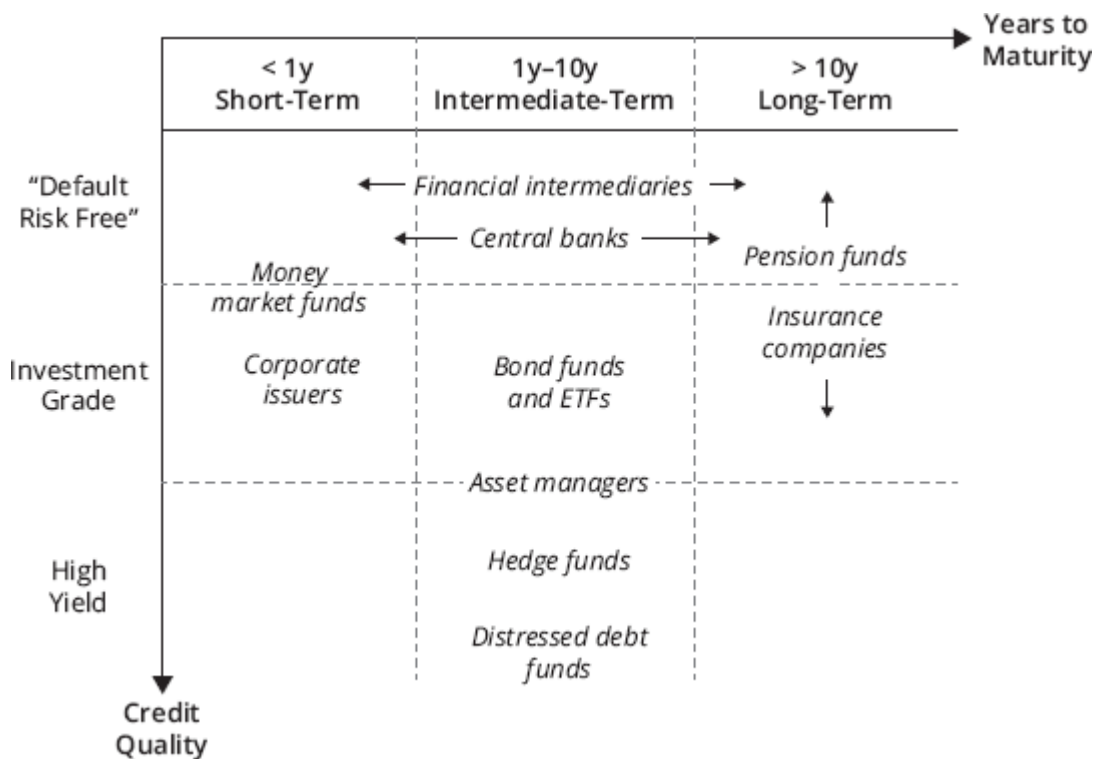 Years to
Maturity
< 1y
Short-Term
1y–10y
Intermediate-Term
> 10y
Long-Term
“Default
Risk Free”
Financial intermediaries
Central banks
Pension funds
Money
market funds
Insurance
companies
Investment
Grade
Corporate
issuers
Bond funds
and ETFs
Asset managers
High
Yield
Hedge funds
Distressed debt
funds
Credit
Quality